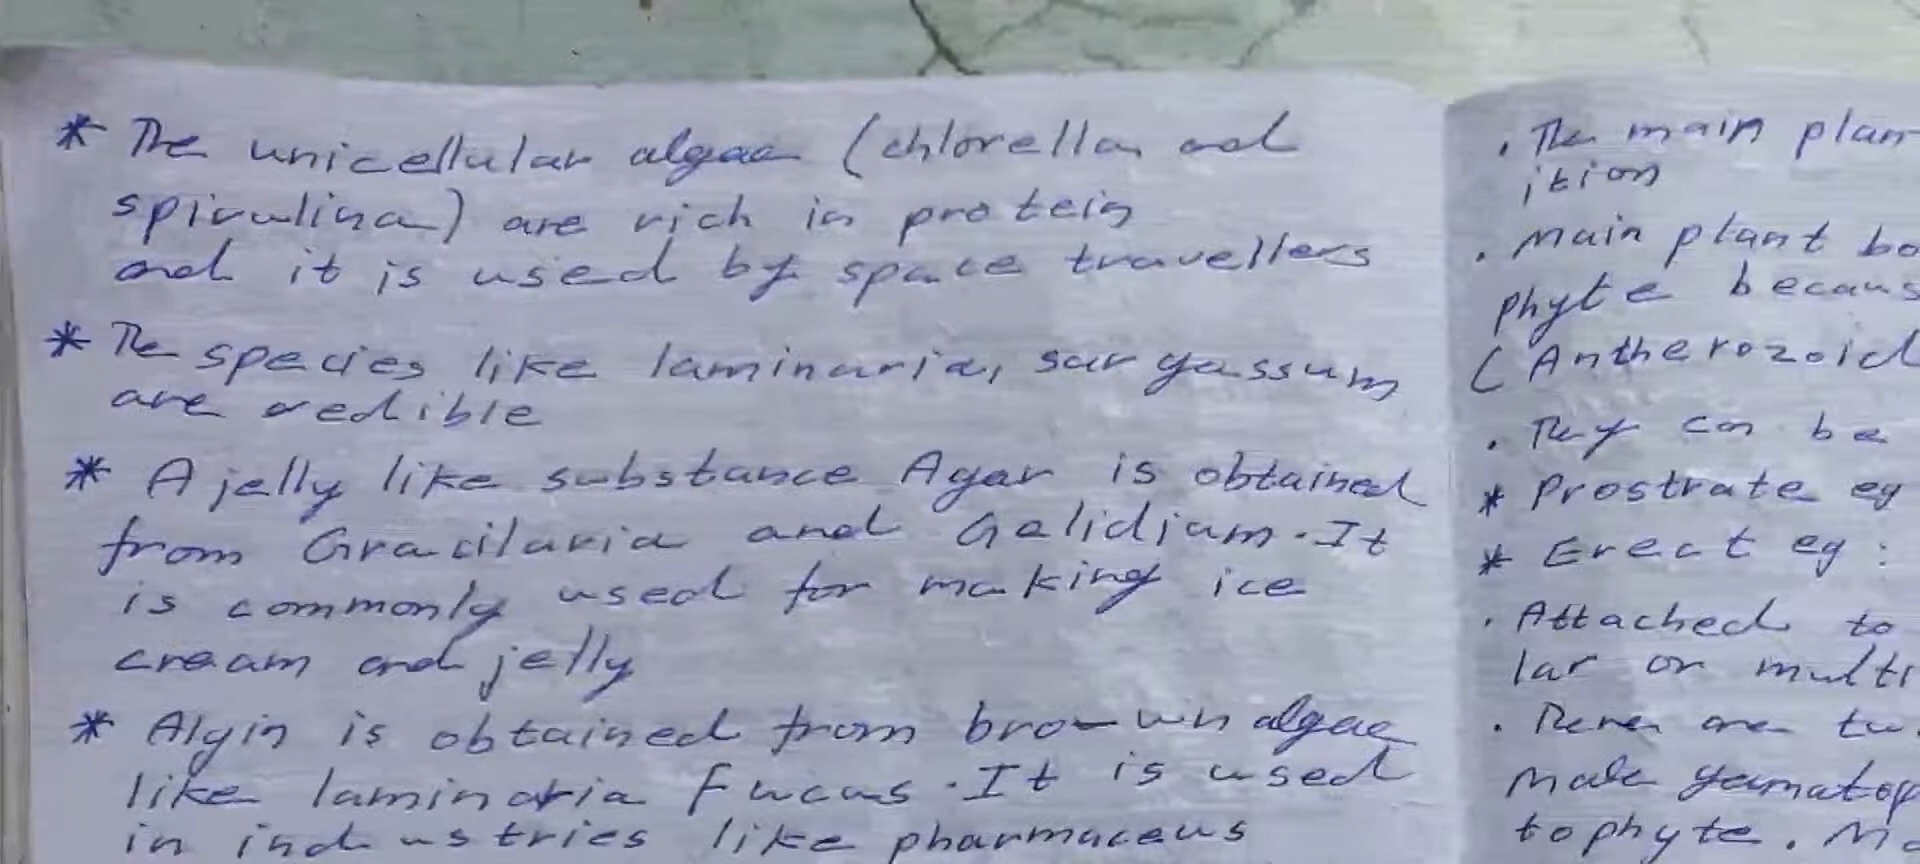 * The unicellular algae (chlorella and
spirulina) are rich in protein
and it is used by space travellers
* The species like laminaria, sargassum
are edible
* A jelly like substance Agar is obtained
from Gracilaria and Gelidium. It
is commonly used for making ice
cream and jelly
* Algin is obtained from brown algae
like laminaria Fucus. It is used
in industries like pharmaceus
. The main plan
ition
. Main plant bo
phyte becaus
(Antherozoid
. They can be
* Prostrate eg
* Erect eg :
. Attached to
lar or multi
. are tw
Male gamatop
tophyte. Ma